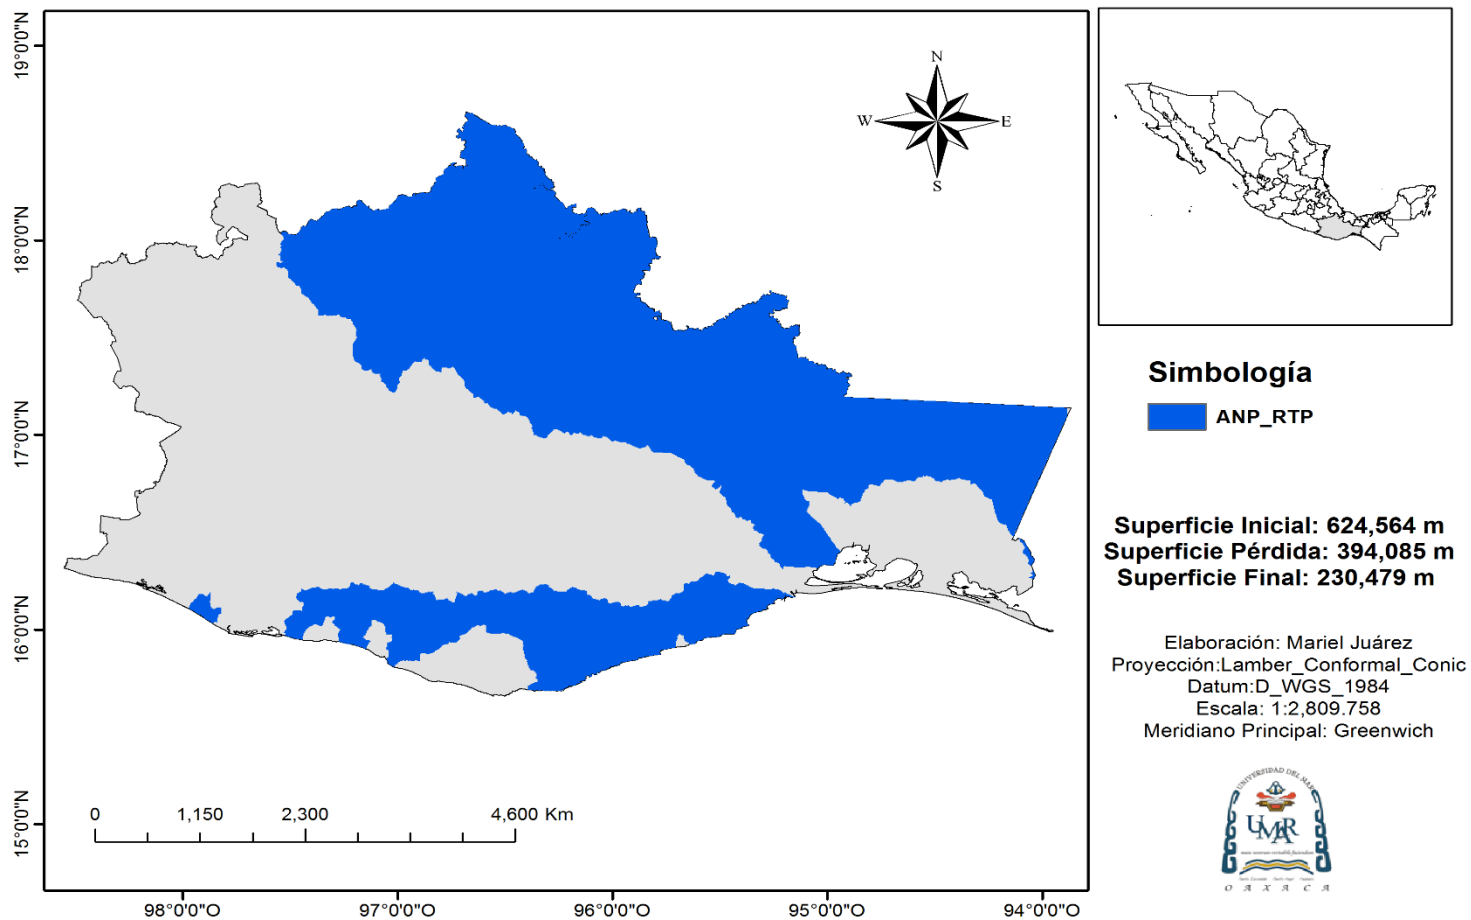 19°0'0"N
18°0'0"N
17°0'0"N
16°0'0"N
15°0'0"N
N
W
E
S
0 1,150 2,300 4,600 Km
98°0'0"O 97°0'0"O 96°0'0"O 95°0'0"O 94°0'0"O
Simbología
ANP_RTP
Superficie Inicial: 624,564 m
Superficie Pérdida: 394,085 m
Superficie Final: 230,479 m
Elaboración: Mariel Juárez
Proyección:Lamber_Conformal_Conic
Datum:D_WGS_1984
Escala: 1:2,809.758
Meridiano Principal: Greenwich
UNIVERSIDAD DEL MAR
UMAR
O A X A C A